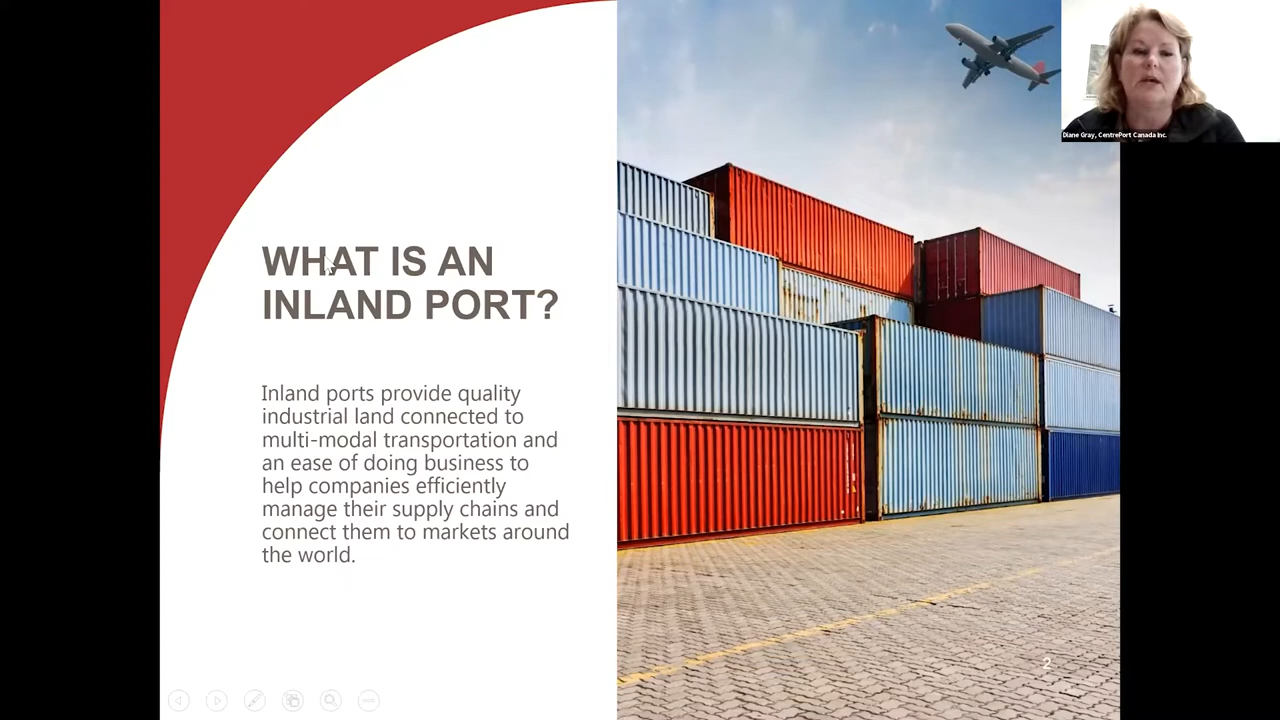 WHAT IS AN
INLAND PORT?
Inland ports provide quality
industrial land connected to
multi-modal transportation and
an ease of doing business to
help companies efficiently
manage their supply chains and
connect them to markets around
the world.
2
Diane Gray, CentrePort Canada Inc.